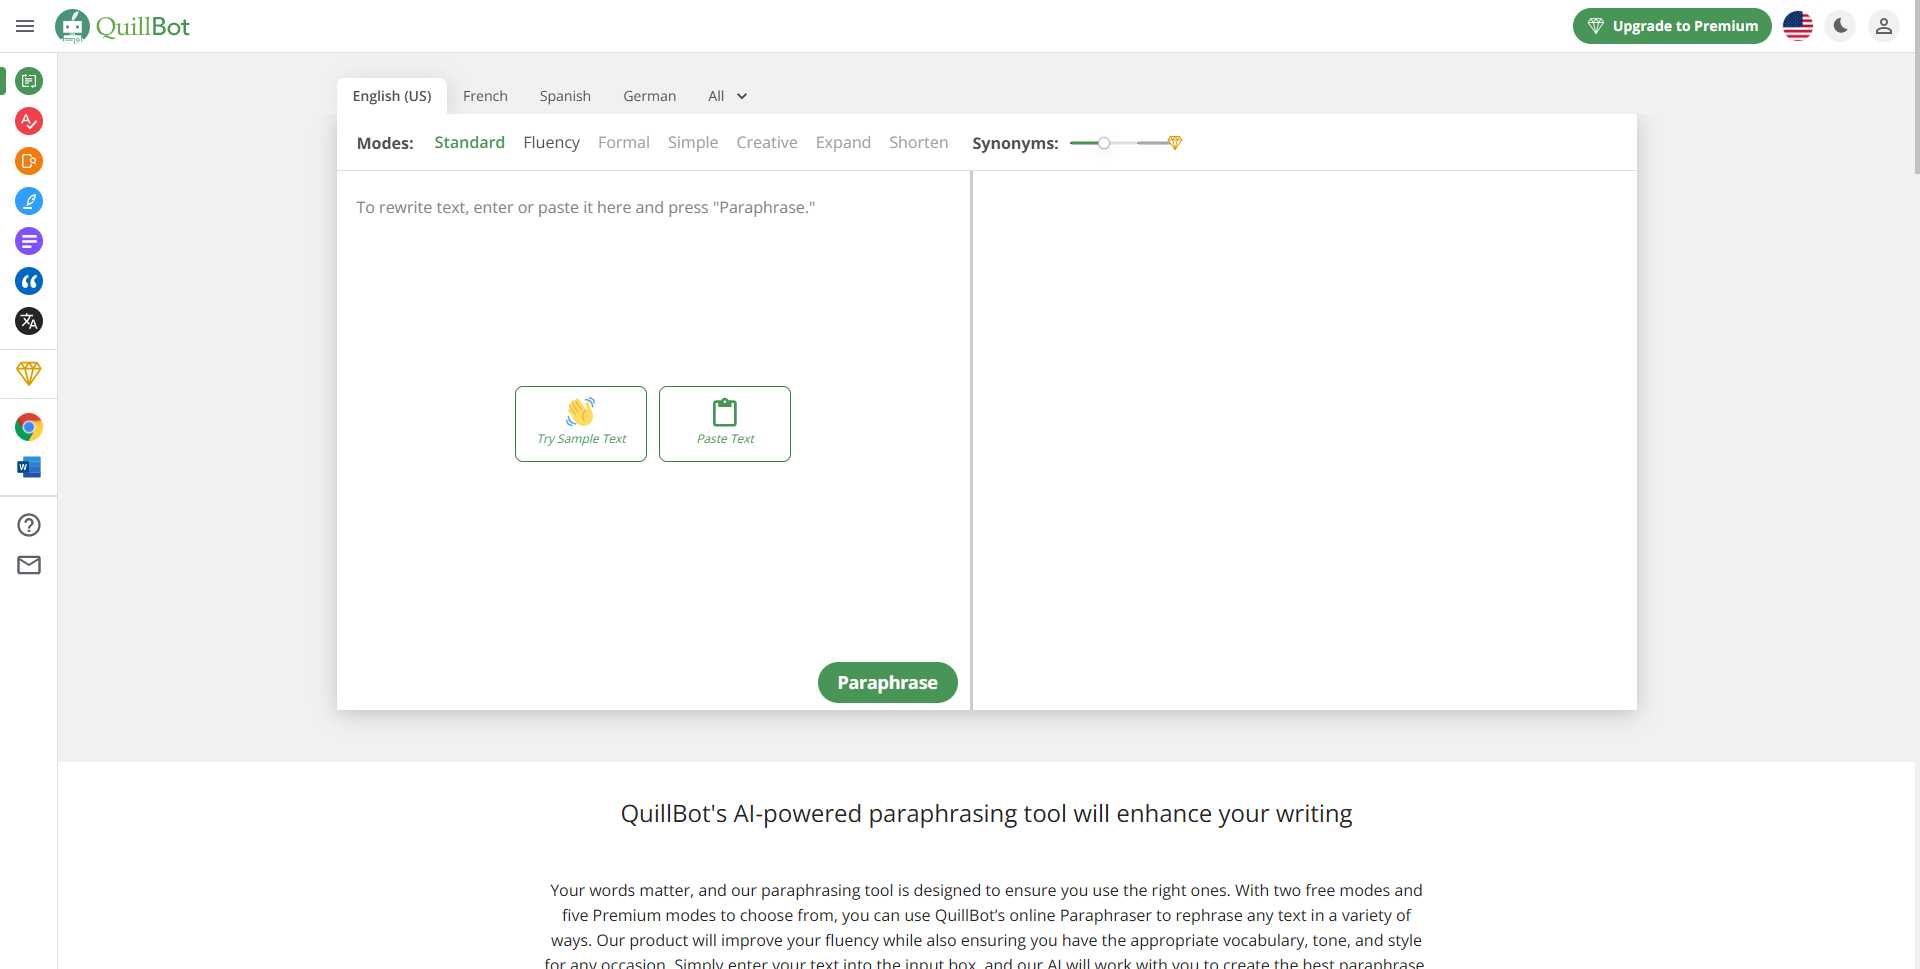 QuillBot
Upgrade to Premium
English (US) French Spanish German All
Modes: Standard Fluency Formal Simple Creative Expand Shorten Synonyms:
To rewrite text, enter or paste it here and press "Paraphrase."
Try Sample Text Paste Text
Paraphrase
QuillBot's AI-powered paraphrasing tool will enhance your writing
Your words matter, and our paraphrasing tool is designed to ensure you use the right ones. With two free modes and
five Premium modes to choose from, you can use QuillBot’s online Paraphraser to rephrase any text in a variety of
ways. Our product will improve your fluency while also ensuring you have the appropriate vocabulary, tone, and style
for any occasion. Simply enter your text into the input box, and our AI will work with you to create the best paraphrase